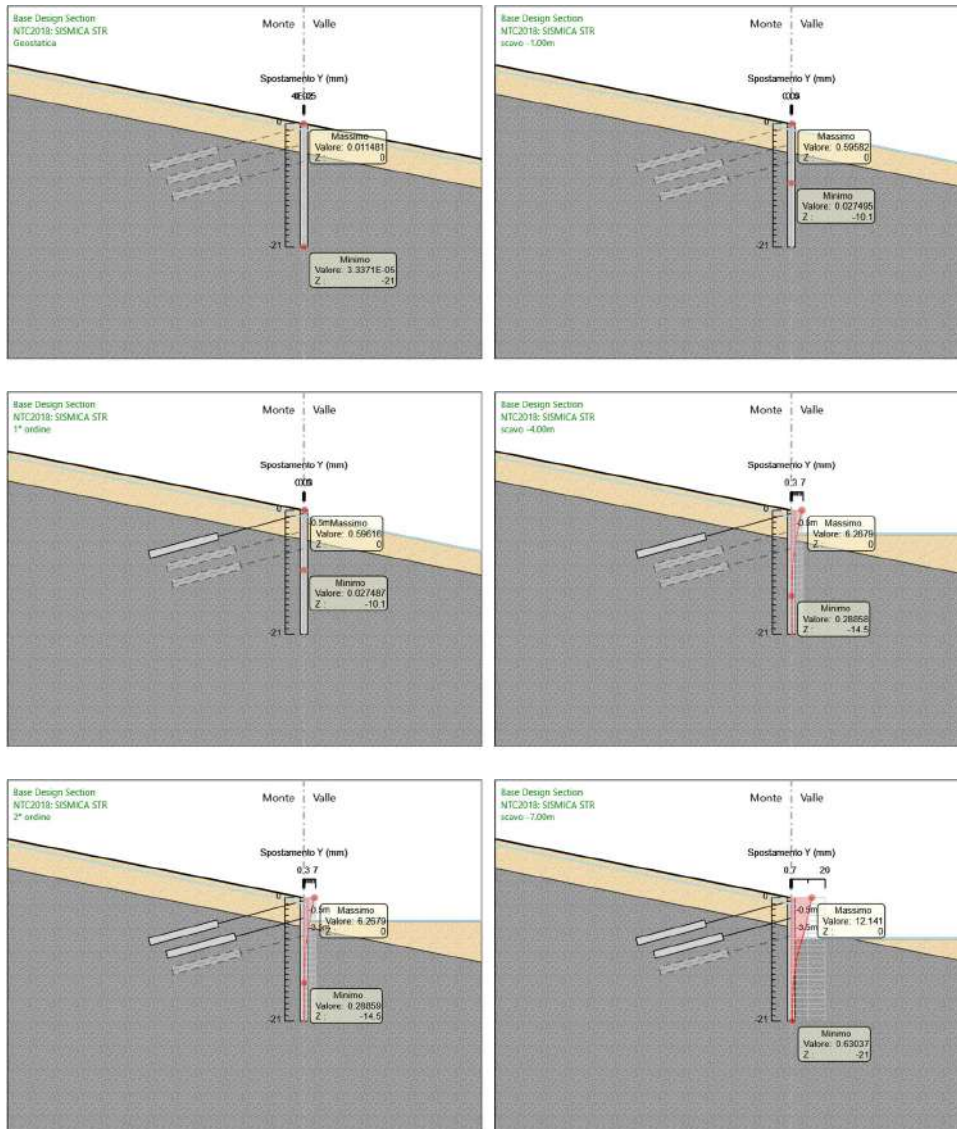 Base Design Section
NTC2018: SISMICA STR
Geostatica
Monte Valle
Spostamento Y (mm)
0
Massimo
Valore: 0.011481
Z : 0
-21
Minimo
Valore: 3.3371E-05
Z : -21
Base Design Section
NTC2018: SISMICA STR
scavo -1.00m
Monte Valle
Spostamento Y (mm)
0
Massimo
Valore: 0.59582
Z : 0
Minimo
Valore: 0.027495
Z : -10.1
-21
Base Design Section
NTC2018: SISMICA STR
1° ordine
Monte Valle
Spostamento Y (mm)
0
-0.5m
Massimo
Valore: 0.59616
Z : 0
Minimo
Valore: 0.027487
Z : -10.1
-21
Base Design Section
NTC2018: SISMICA STR
scavo -4.00m
Monte Valle
Spostamento Y (mm)
0.3 7
0
-0.5m
Massimo
Valore: 6.2679
Z : 0
Minimo
Valore: 0.28858
Z : -14.5
-21
Base Design Section
NTC2018: SISMICA STR
2° ordine
Monte Valle
Spostamento Y (mm)
0.3 7
0
-0.5m
Massimo
Valore: 6.2679
Z : 0
-3.5m
Minimo
Valore: 0.28859
Z : -14.5
-21
Base Design Section
NTC2018: SISMICA STR
scavo -7.00m
Monte Valle
Spostamento Y (mm)
0.7 20
0
-0.5m
Massimo
Valore: 12.141
Z : 0
-3.5m
-21
Minimo
Valore: 0.63037
Z : -21